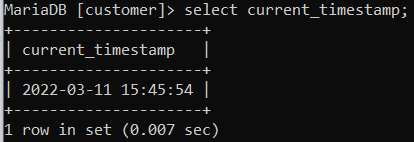 MariaDB [customer]> select current_timestamp;
+---------------------+
| current_timestamp   |
+---------------------+
| 2022-03-11 15:45:54 |
+---------------------+
1 row in set (0.007 sec)